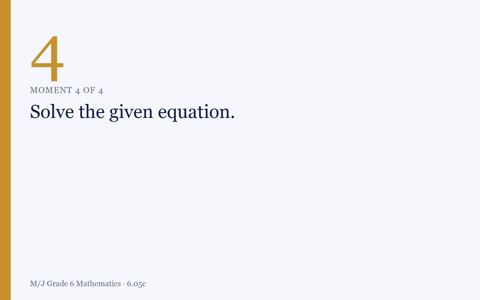 4
MOMENT 4 OF 4
Solve the given equation.
M/J Grade 6 Mathematics · 6.05c